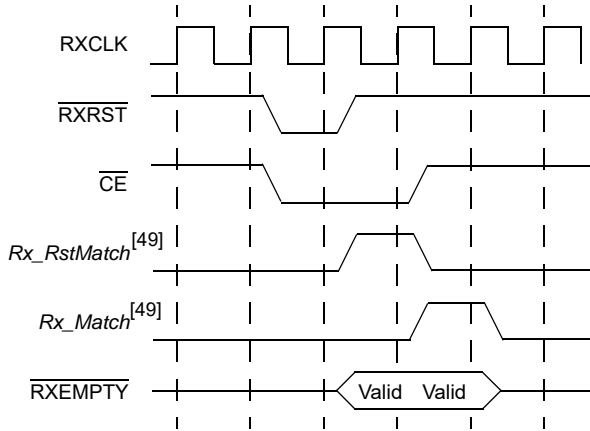 RXCLK
RXRST
CE
Rx_RstMatch[49]
Rx_Match[49]
RXEMPTY Valid Valid